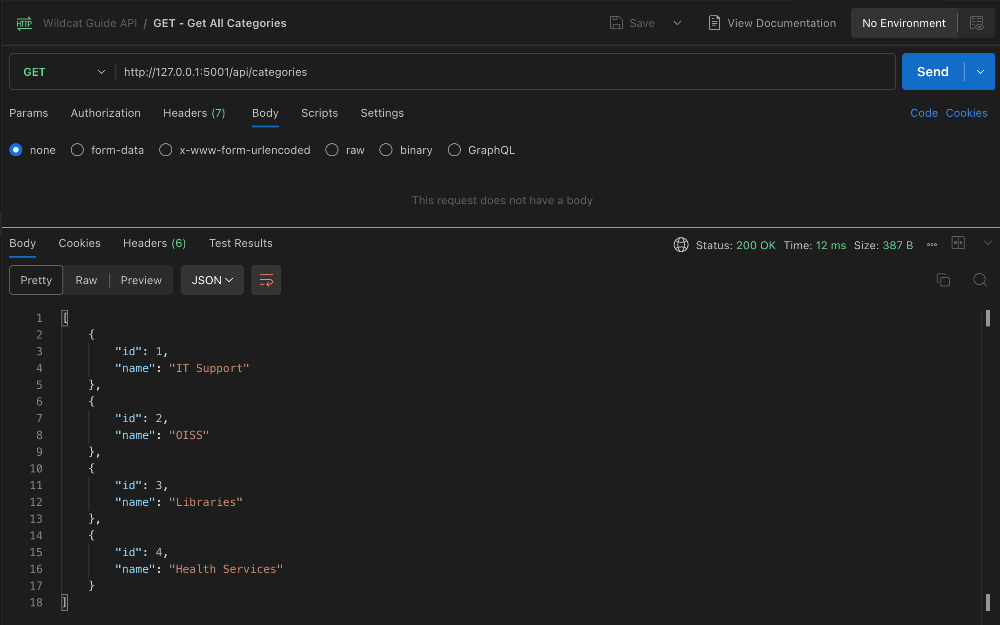 HTTP Wildcat Guide API / GET - Get All Categories Save View Documentation No Environment
GET http://127.0.0.1:5001/api/categories Send
Params Authorization Headers (7) Body Scripts Settings Code Cookies
none form-data x-www-form-urlencoded raw binary GraphQL
This request does not have a body
Body Cookies Headers (6) Test Results Status: 200 OK Time: 12 ms Size: 387 B
Pretty Raw Preview JSON
1 [
2 {
3 "id": 1,
4 "name": "IT Support"
5 },
6 {
7 "id": 2,
8 "name": "OISS"
9 },
10 {
11 "id": 3,
12 "name": "Libraries"
13 },
14 {
15 "id": 4,
16 "name": "Health Services"
17 }
18 ]